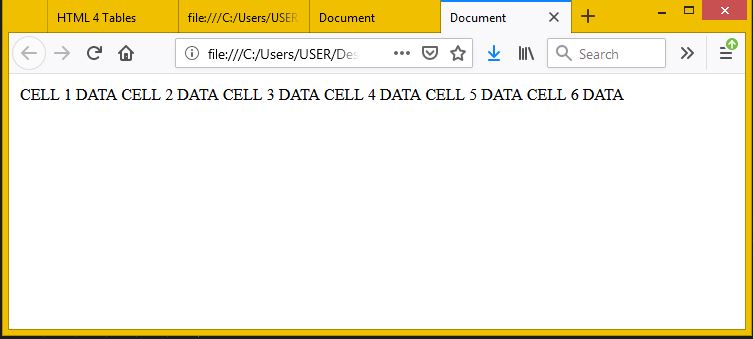 HTML 4 Tables
file:///C:/Users/USER
Document
Document
file:///C:/Users/USER/Des
Search
CELL 1 DATA CELL 2 DATA CELL 3 DATA CELL 4 DATA CELL 5 DATA CELL 6 DATA